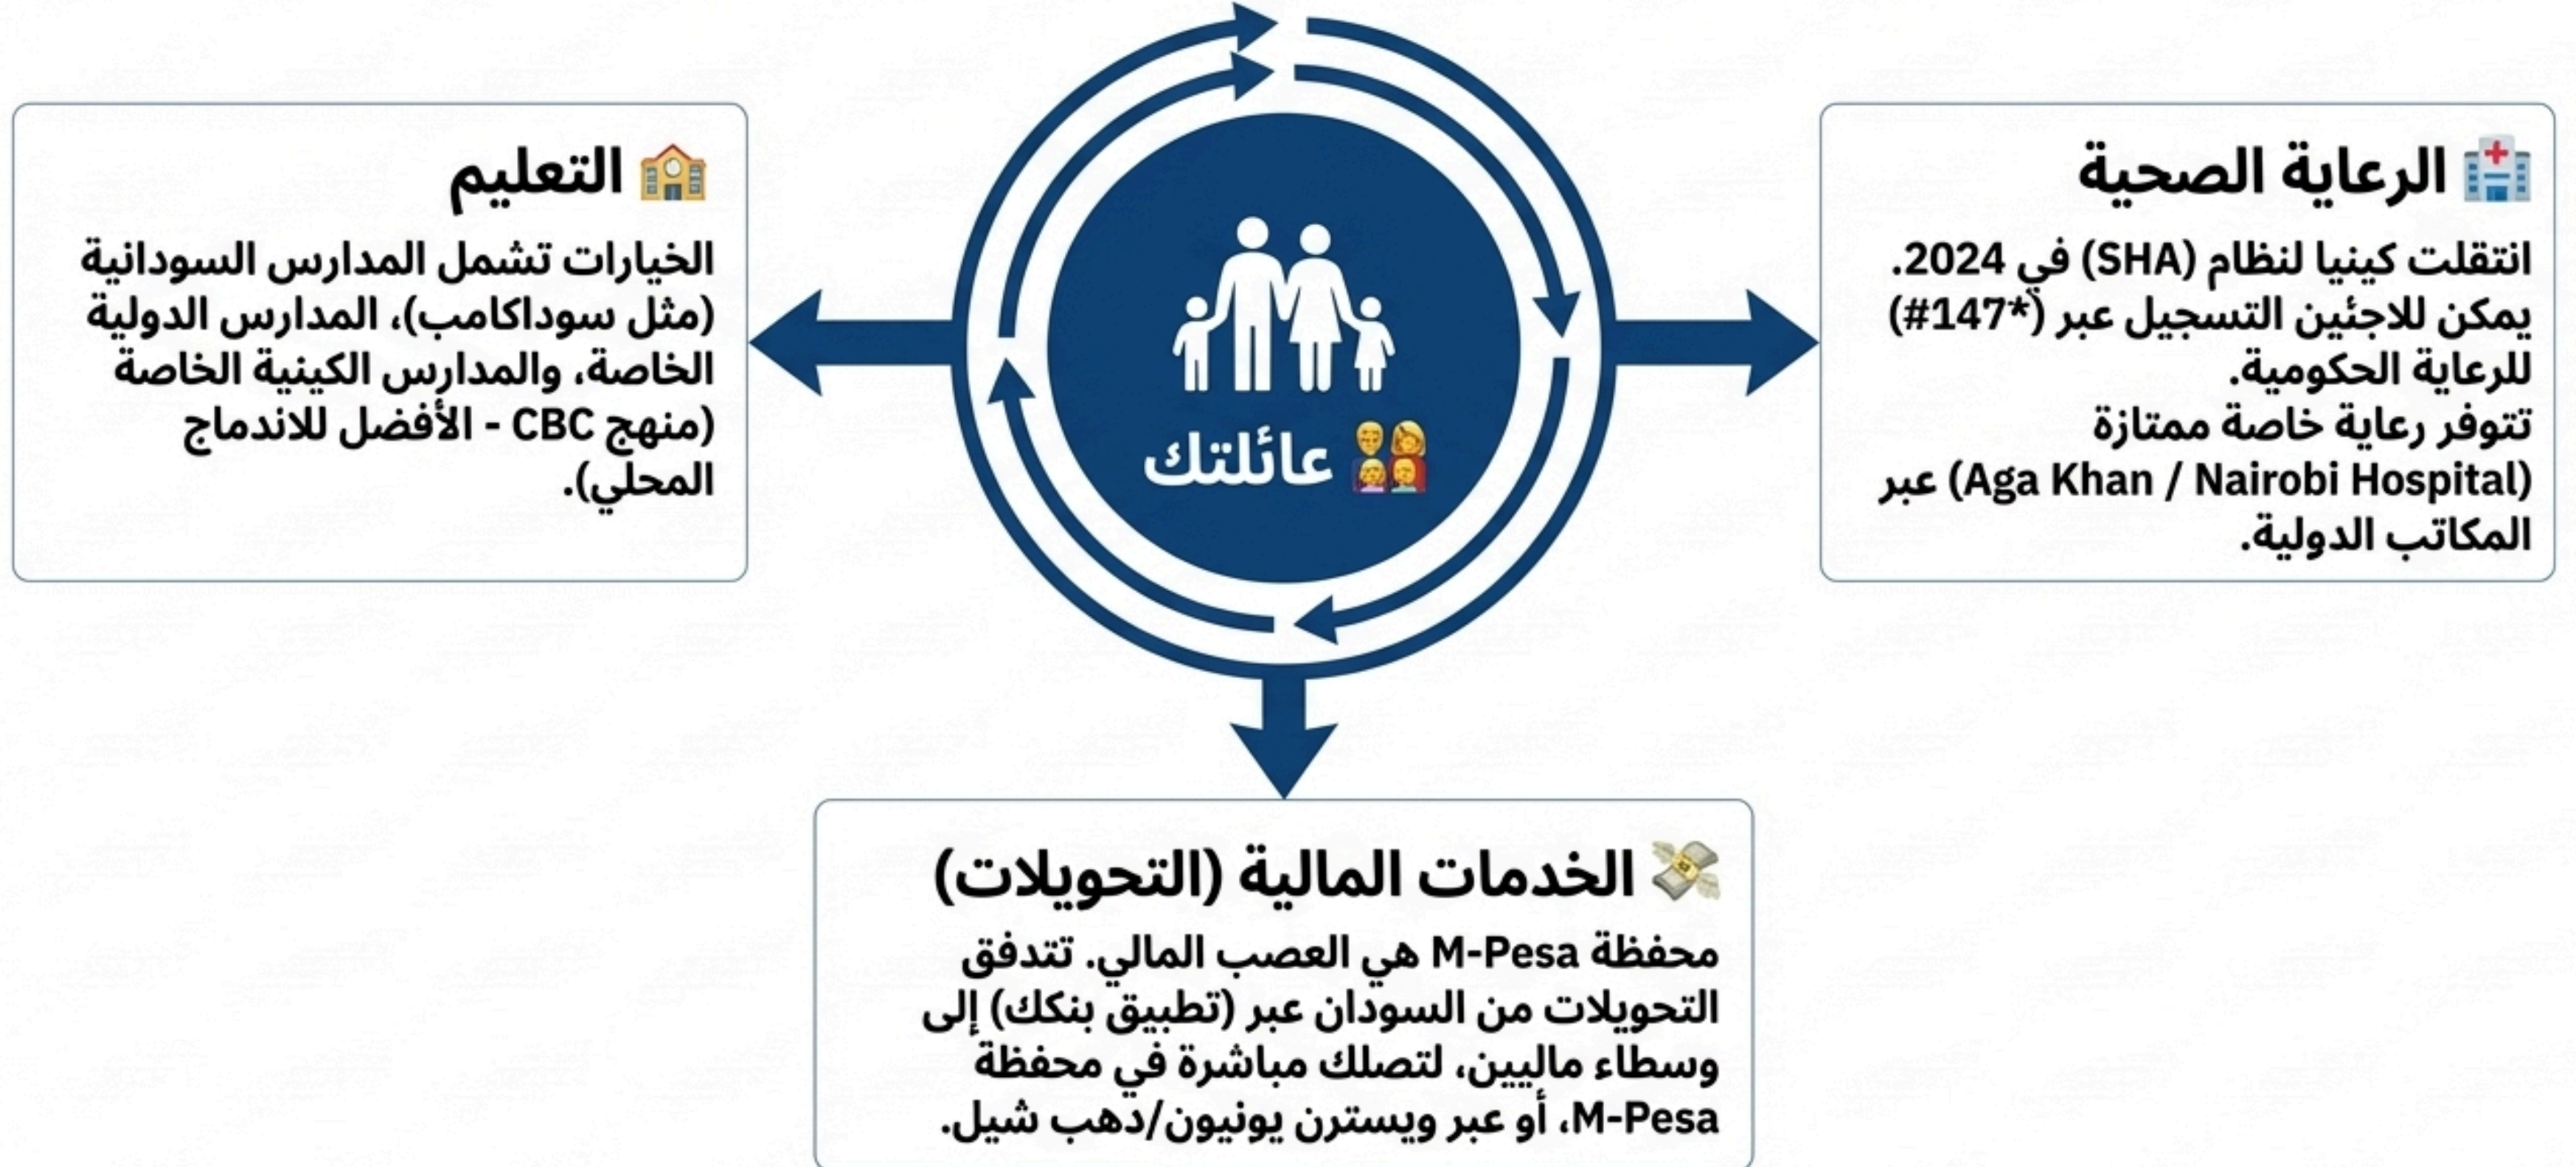 🏥 الرعاية الصحية
انتقلت كينيا لنظام (SHA) في 2024.
يمكن للاجئين التسجيل عبر (*147#)
للرعاية الحكومية.
تتوفر رعاية خاصة ممتازة
(Aga Khan / Nairobi Hospital) عبر
المكاتب الدولية.
👨‍👩‍👧‍👦 عائلتك
🏫 التعليم
الخيارات تشمل المدارس السودانية
(مثل سوداكامب)، المدارس الدولية
الخاصة، والمدارس الكينية الخاصة
(منهج CBC - الأفضل للاندماج
المحلي).
💸 الخدمات المالية (التحويلات)
محفظة M-Pesa هي العصب المالي. تتدفق
التحويلات من السودان عبر (تطبيق بنكك) إلى
وسطاء ماليين، لتصلك مباشرة في محفظة
M-Pesa، أو عبر ويسترن يونيون/دهب شيل.